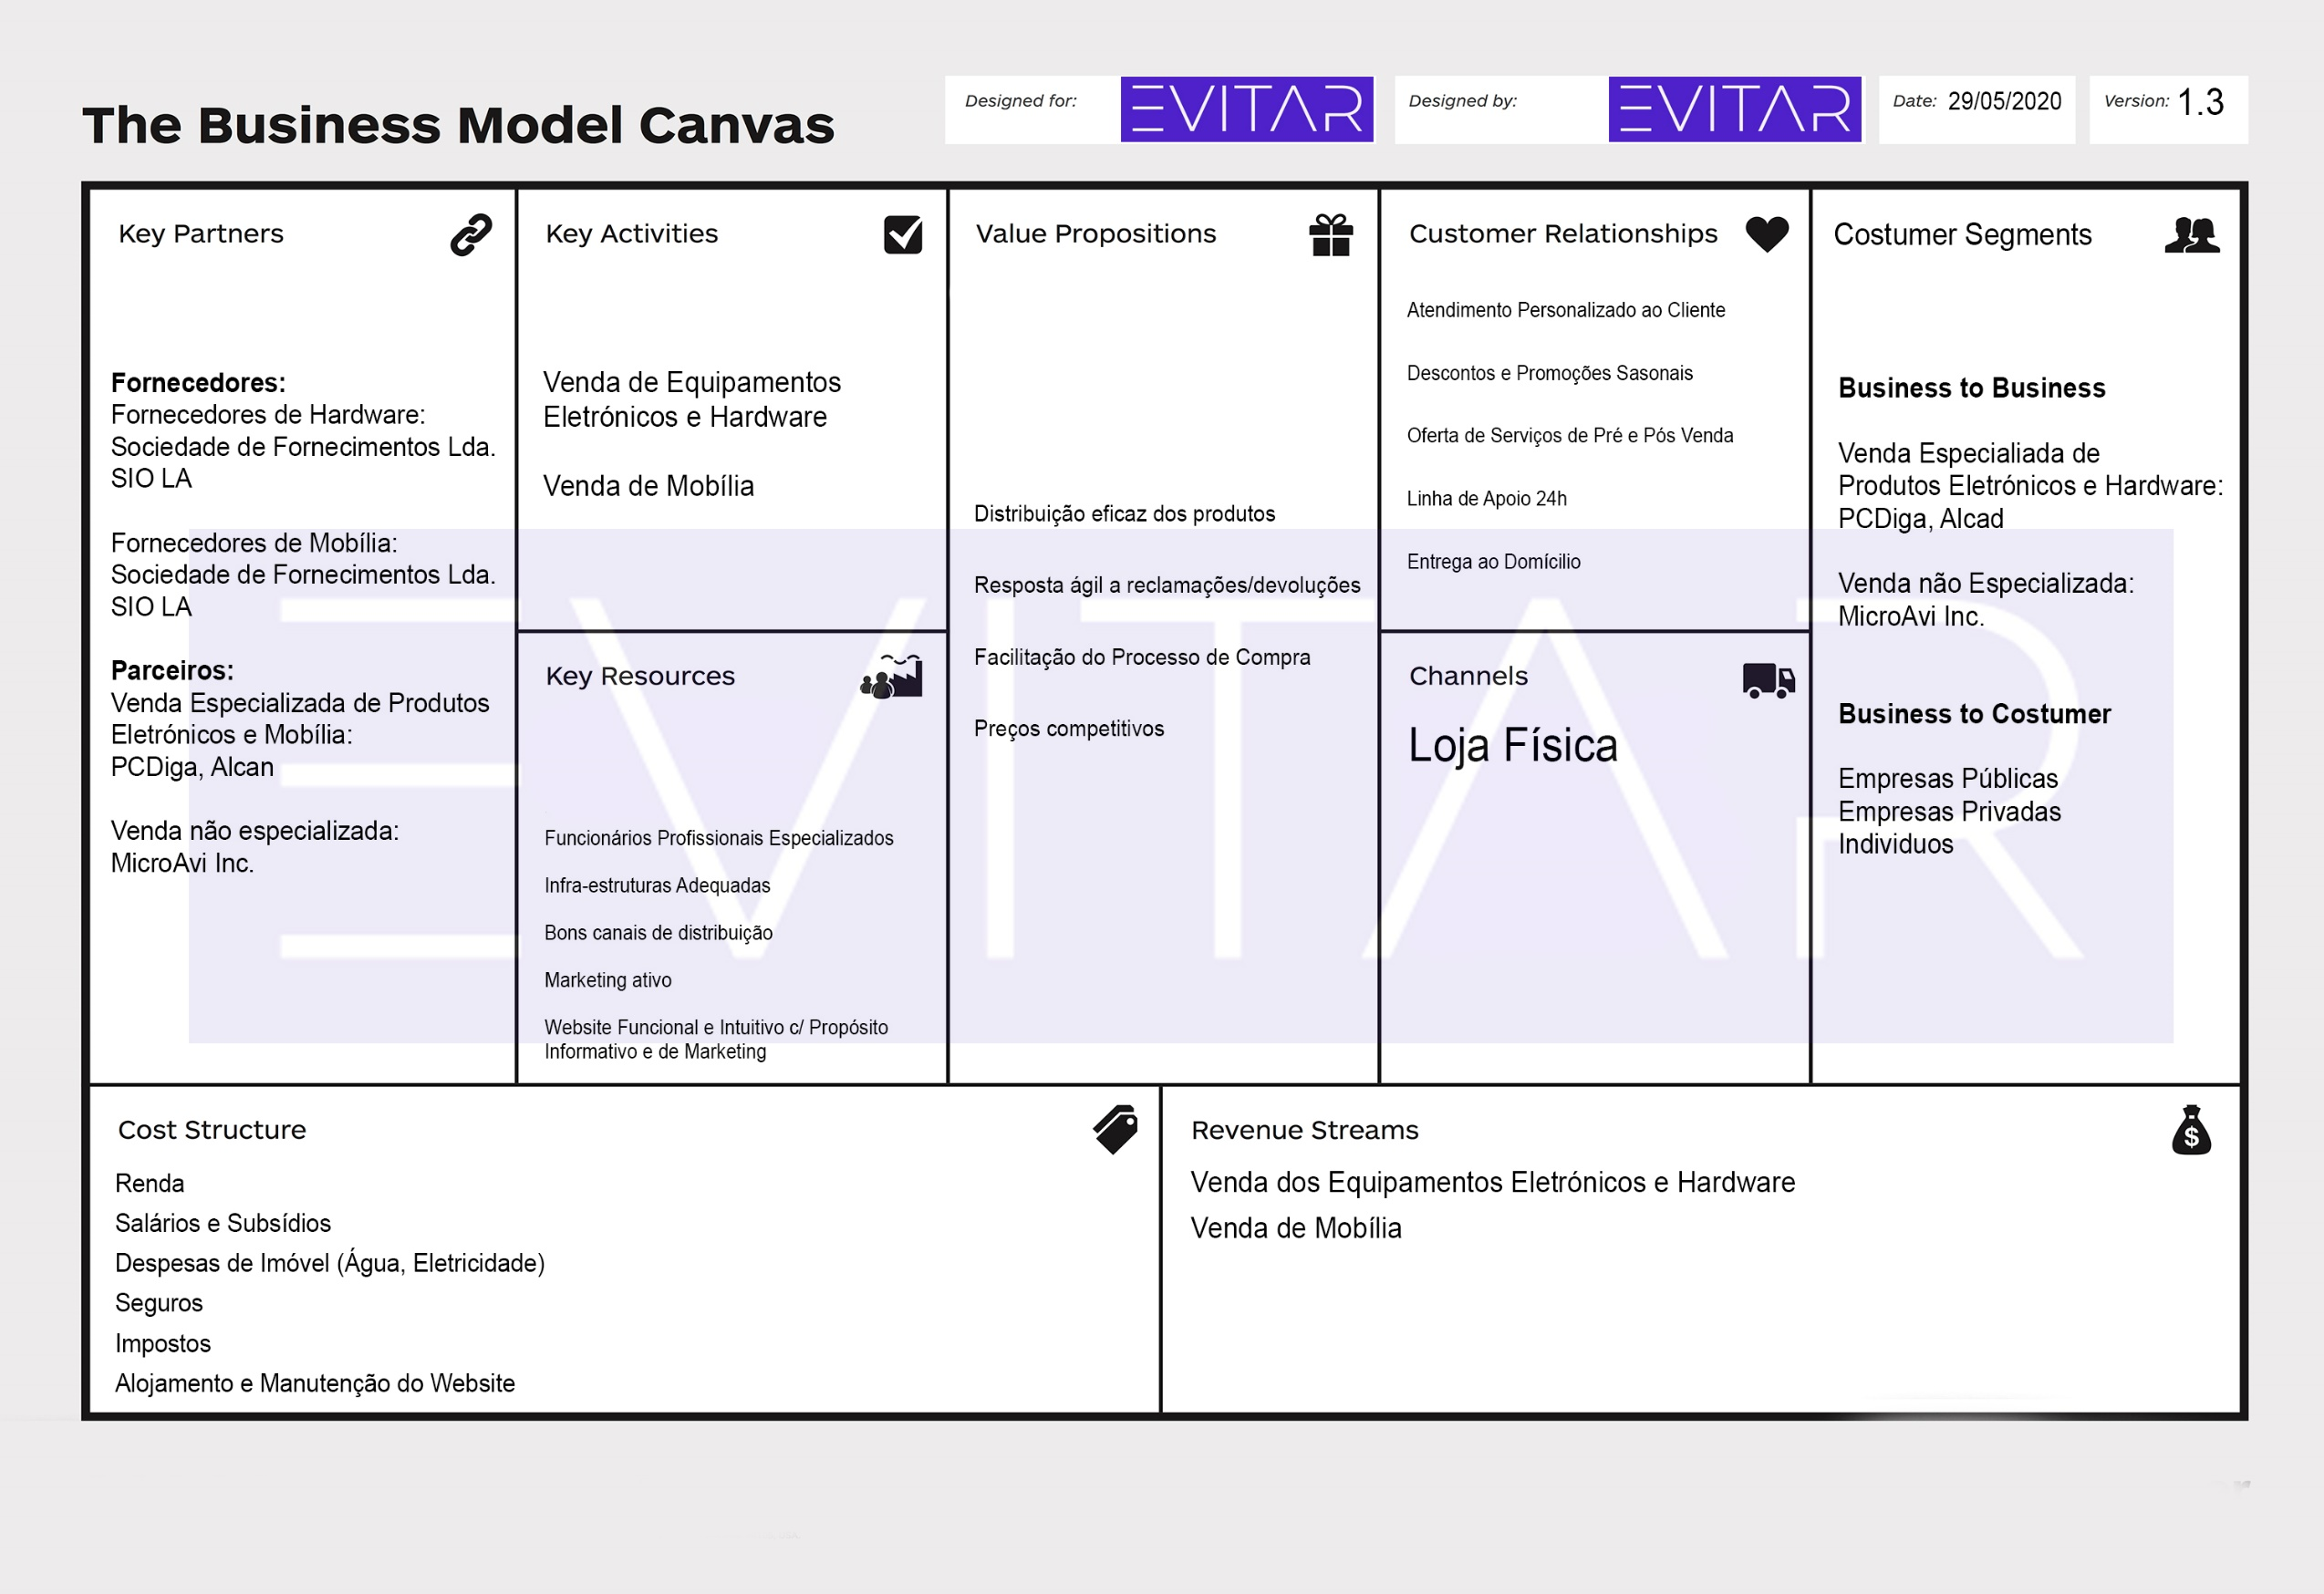 The Business Model Canvas
Designed for:
EVITAR
Designed by:
EVITAR
Date: 29/05/2020
Version: 1.3
Key Partners
Fornecedores:
Fornecedores de Hardware:
Sociedade de Fornecimentos Lda.
SIO LA
Fornecedores de Mobília:
Sociedade de Fornecimentos Lda.
SIO LA
Parceiros:
Venda Especializada de Produtos
Eletrónicos e Mobília:
PCDiga, Alcan
Venda não especializada:
MicroAvi Inc.
Key Activities
Venda de Equipamentos
Eletrónicos e Hardware
Venda de Mobília
Key Resources
Funcionários Profissionais Especializados
Infra-estruturas Adequadas
Bons canais de distribuição
Marketing ativo
Website Funcional e Intuitivo c/ Propósito
Informativo e de Marketing
Value Propositions
Distribuição eficaz dos produtos
Resposta ágil a reclamações/devoluções
Facilitação do Processo de Compra
Preços competitivos
Customer Relationships
Atendimento Personalizado ao Cliente
Descontos e Promoções Sasonais
Oferta de Serviços de Pré e Pós Venda
Linha de Apoio 24h
Entrega ao Domícilio
Channels
Loja Física
Costumer Segments
Business to Business
Venda Especialiada de
Produtos Eletrónicos e Hardware:
PCDiga, Alcad
Venda não Especializada:
MicroAvi Inc.
Business to Costumer
Empresas Públicas
Empresas Privadas
Individuos
EVITAR
Cost Structure
Renda
Salários e Subsídios
Despesas de Imóvel (Água, Eletricidade)
Seguros
Impostos
Alojamento e Manutenção do Website
Revenue Streams
Venda dos Equipamentos Eletrónicos e Hardware
Venda de Mobília